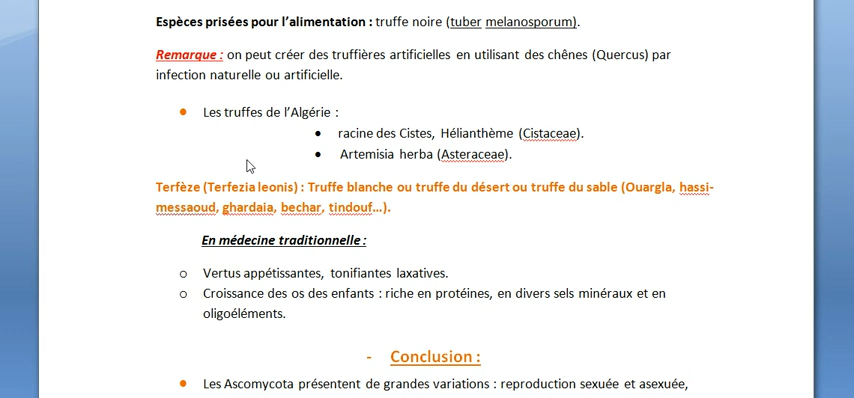 Espèces prisées pour l’alimentation : truffe noire (tuber melanosporum).
Remarque : on peut créer des truffières artificielles en utilisant des chênes (Quercus) par
infection naturelle ou artificielle.
● Les truffes de l’Algérie :
• racine des Cistes, Hélianthème (Cistaceae).
• Artemisia herba (Asteraceae).
Terfèze (Terfezia leonis) : Truffe blanche ou truffe du désert ou truffe du sable (Ouargla, hassi-
messaoud, ghardaia, bechar, tindouf…).
En médecine traditionnelle :
o Vertus appétissantes, tonifiantes laxatives.
o Croissance des os des enfants : riche en protéines, en divers sels minéraux et en
oligoéléments.
- Conclusion :
● Les Ascomycota présentent de grandes variations : reproduction sexuée et asexuée,